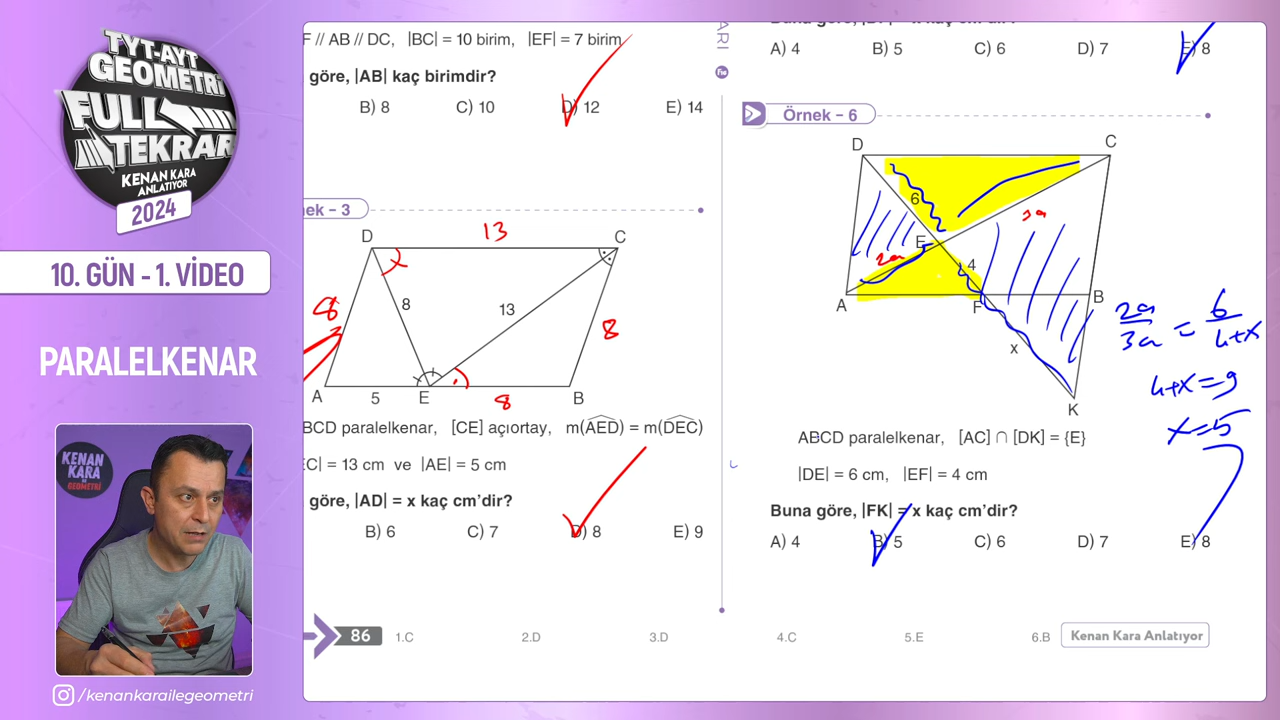 TYT-AYT
GEOMETRİ
FULL
TEKRAR
KENAN KARA
ANLATIYOR
2024
10. GÜN - 1. VİDEO
PARALELKENAR
KENAN
KARA
GEOMETRİ
/kenankarailegeometri
F // AB // DC, |BC| = 10 birim, |EF| = 7 birim
göre, |AB| kaç birimdir?
B) 8 C) 10 D) 12 E) 14
ek – 3
D 13 C
8 8 13 8
A 5 E 8 B
BCD paralelkenar, [CE] açıortay, m(AED) = m(DEC)
C| = 13 cm ve |AE| = 5 cm
göre, |AD| = x kaç cm'dir?
B) 6 C) 7 D) 8 E) 9
86 1.C 2.D 3.D
ARI
A) 4 B) 5 C) 6 D) 7 E) 8
Örnek – 6
D C
6 3a
E
2a 4
A F B
x
K
2a/3a = 6/4+x
4+x=9
x=5
ABCD paralelkenar, [AC] ∩ [DK] = {E}
|DE| = 6 cm, |EF| = 4 cm
Buna göre, |FK| = x kaç cm'dir?
A) 4 B) 5 C) 6 D) 7 E) 8
4.C 5.E 6.B Kenan Kara Anlatıyor